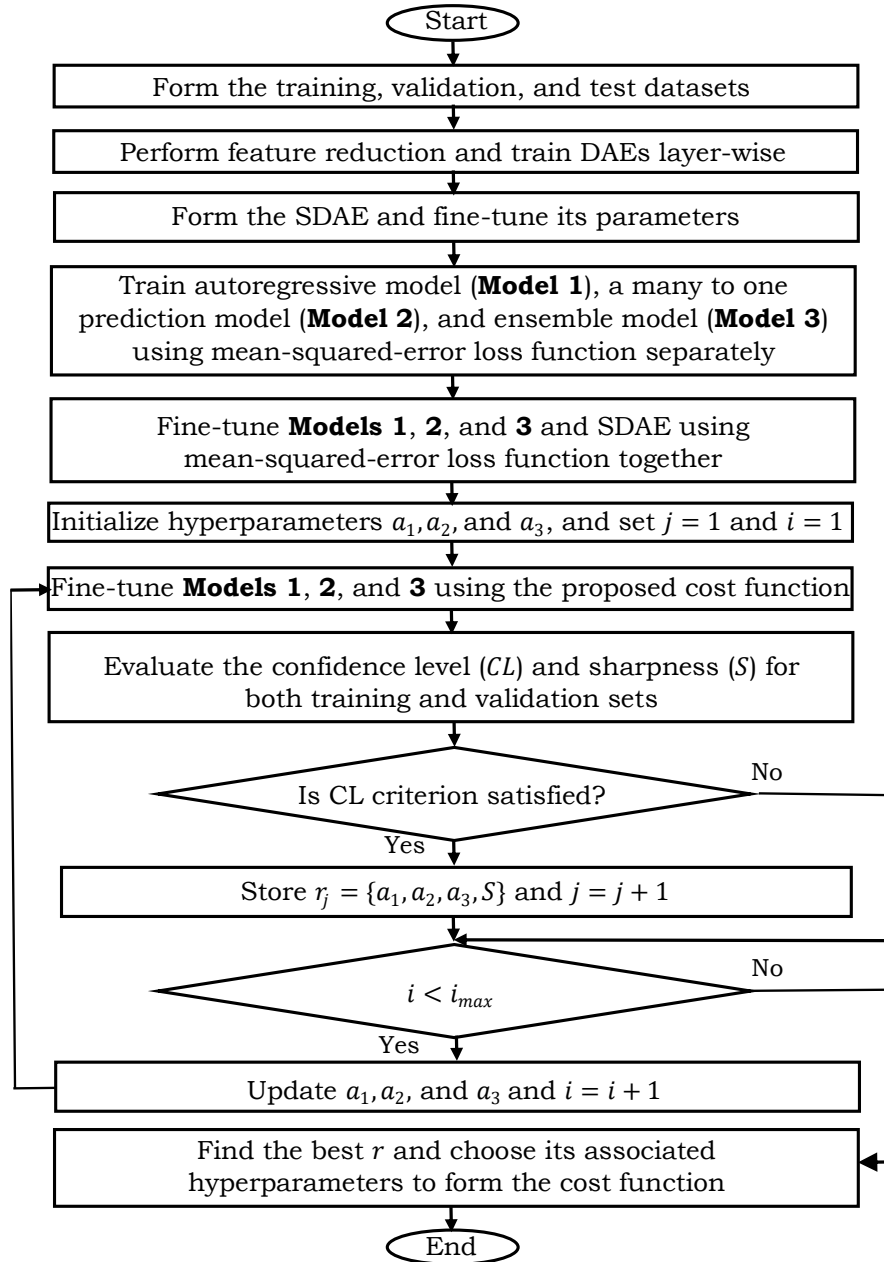 Start
Form the training, validation, and test datasets
Perform feature reduction and train DAEs layer-wise
Form the SDAE and fine-tune its parameters
Train autoregressive model (Model 1), a many to one
prediction model (Model 2), and ensemble model (Model 3)
using mean-squared-error loss function separately
Fine-tune Models 1, 2, and 3 and SDAE using
mean-squared-error loss function together
Initialize hyperparameters a₁,a₂, and a₃, and set j = 1 and i = 1
Fine-tune Models 1, 2, and 3 using the proposed cost function
Evaluate the confidence level (CL) and sharpness (S) for
both training and validation sets
No
Is CL criterion satisfied?
Yes
Store rⱼ = {a₁, a₂, a₃, S} and j = j + 1
No
i < i_max
Yes
Update a₁,a₂, and a₃ and i = i + 1
Find the best r and choose its associated
hyperparameters to form the cost function
End